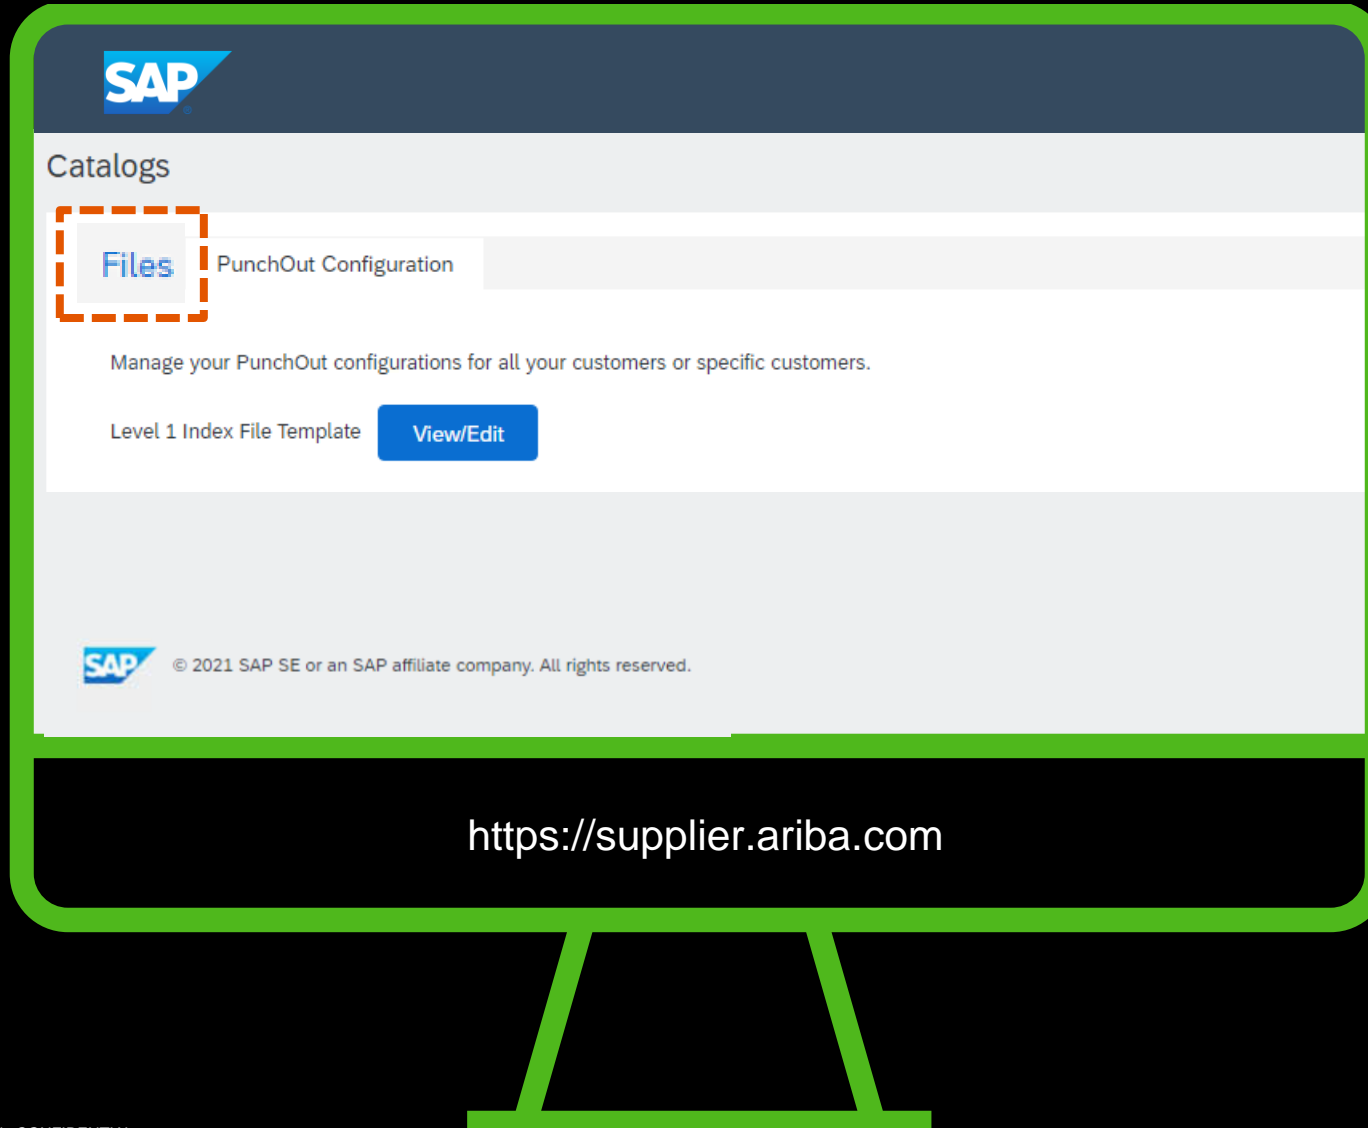 SAP
Catalogs
Files
PunchOut Configuration
Manage your PunchOut configurations for all your customers or specific customers.
Level 1 Index File Template
View/Edit
SAP
© 2021 SAP SE or an SAP affiliate company. All rights reserved.
https://supplier.ariba.com